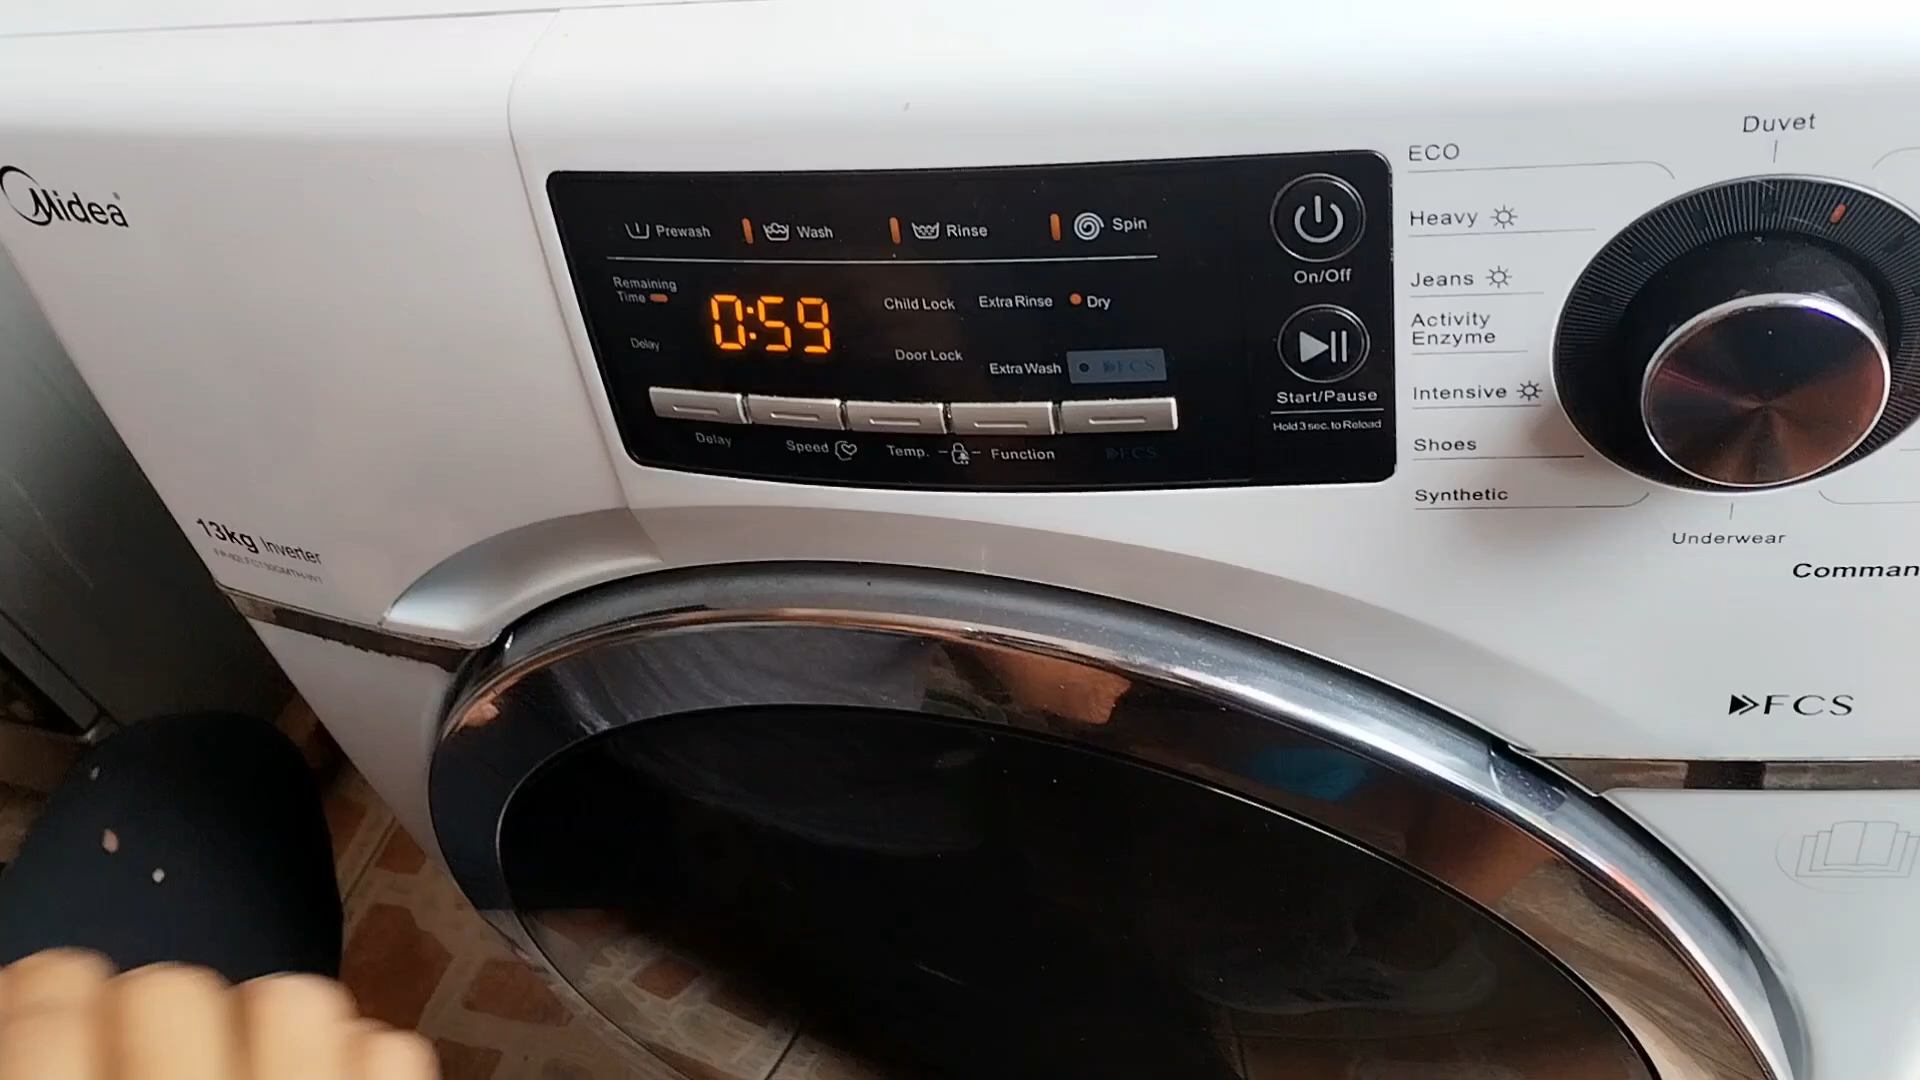 Midea
13kg Inverter
Prewash
Wash
Rinse
Spin
Remaining
Time
0:59
Child Lock
Extra Rinse
Dry
Delay
Door Lock
Extra Wash
FCS
Delay
Speed
Temp.
Function
FCS
On/Off
Start/Pause
Hold 3 sec. to Reload
Duvet
ECO
Heavy
Jeans
Activity
Enzyme
Intensive
Shoes
Synthetic
Underwear
Comman
FCS